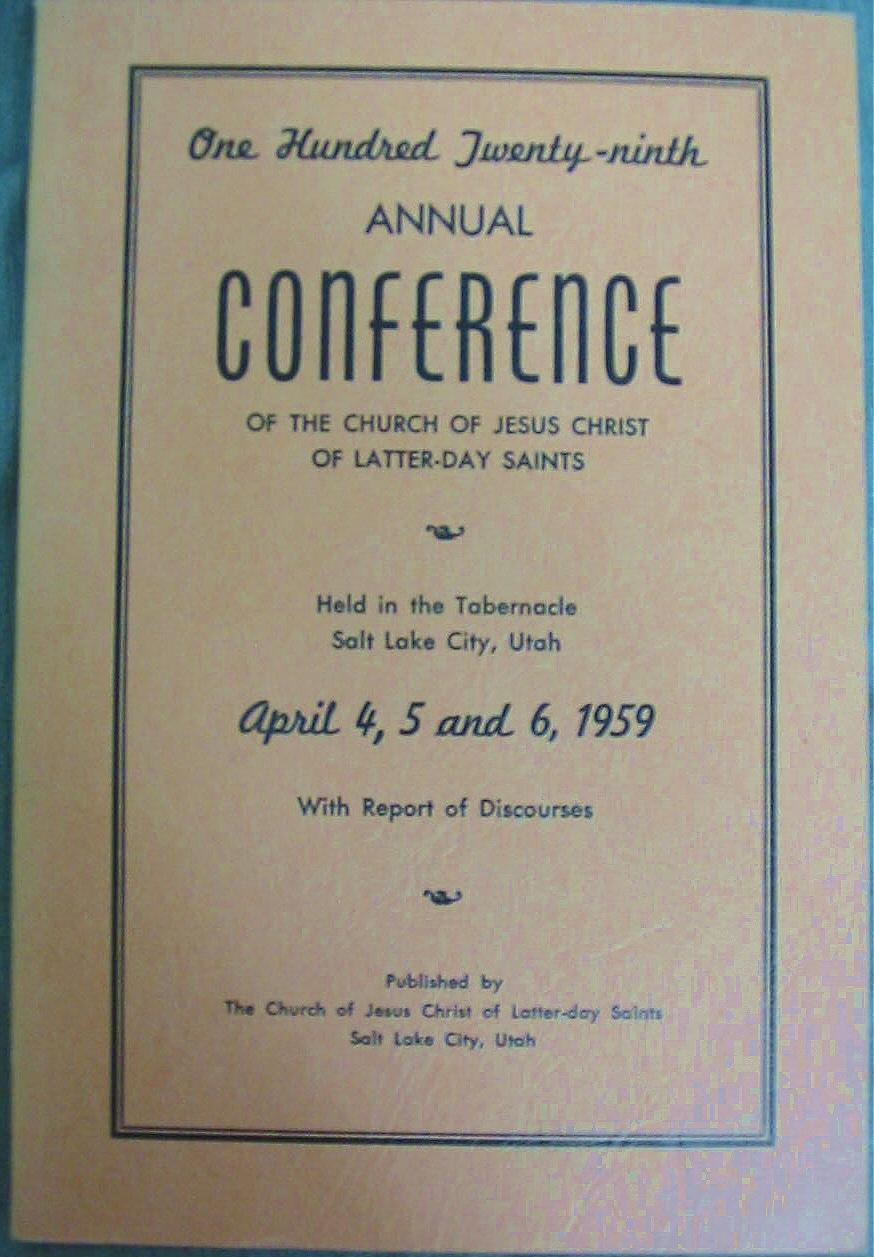 One Hundred Twenty-ninth
ANNUAL
CONFERENCE
OF THE CHURCH OF JESUS CHRIST
OF LATTER-DAY SAINTS
Held in the Tabernacle
Salt Lake City, Utah
April 4, 5 and 6, 1959
With Report of Discourses
Published by
The Church of Jesus Christ of Latter-day Saints
Salt Lake City, Utah